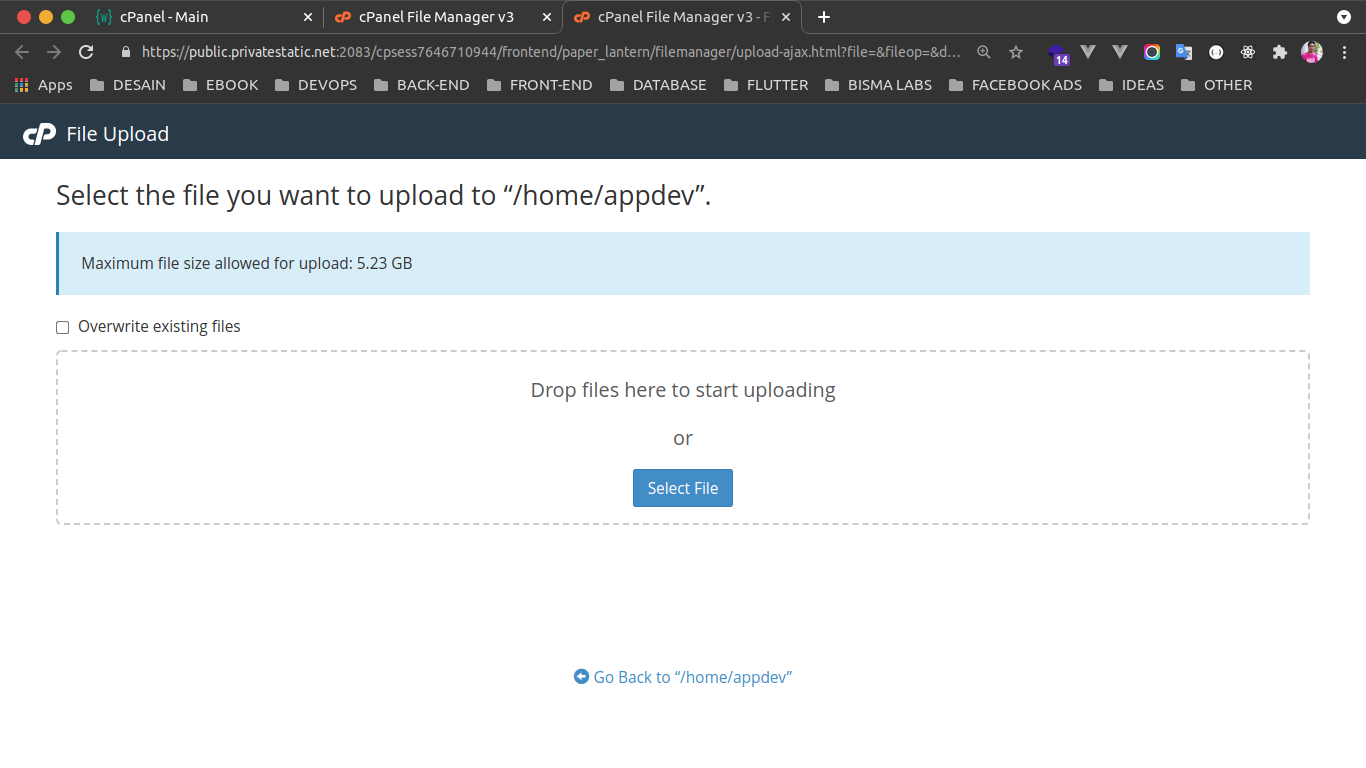 cPanel - Main
cPanel File Manager v3
cPanel File Manager v3 - F
https://public.privatestatic.net:2083/cpsess7646710944/frontend/paper_lantern/filemanager/upload-ajax.html?file=&fileop=&d...
14
Apps
DESAIN
EBOOK
DEVOPS
BACK-END
FRONT-END
DATABASE
FLUTTER
BISMA LABS
FACEBOOK ADS
IDEAS
OTHER
cP File Upload
Select the file you want to upload to “/home/appdev”.
Maximum file size allowed for upload: 5.23 GB
Overwrite existing files
Drop files here to start uploading
or
Select File
Go Back to “/home/appdev”